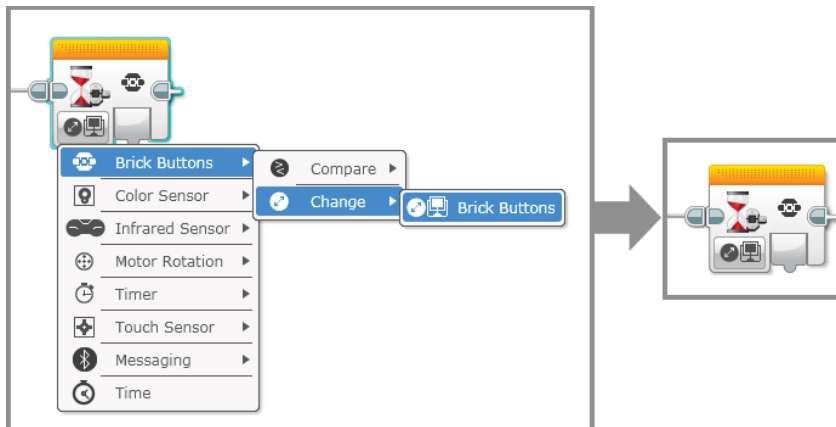 Brick Buttons
Compare
Color Sensor
Change
Brick Buttons
Infrared Sensor
Motor Rotation
Timer
Touch Sensor
Messaging
Time